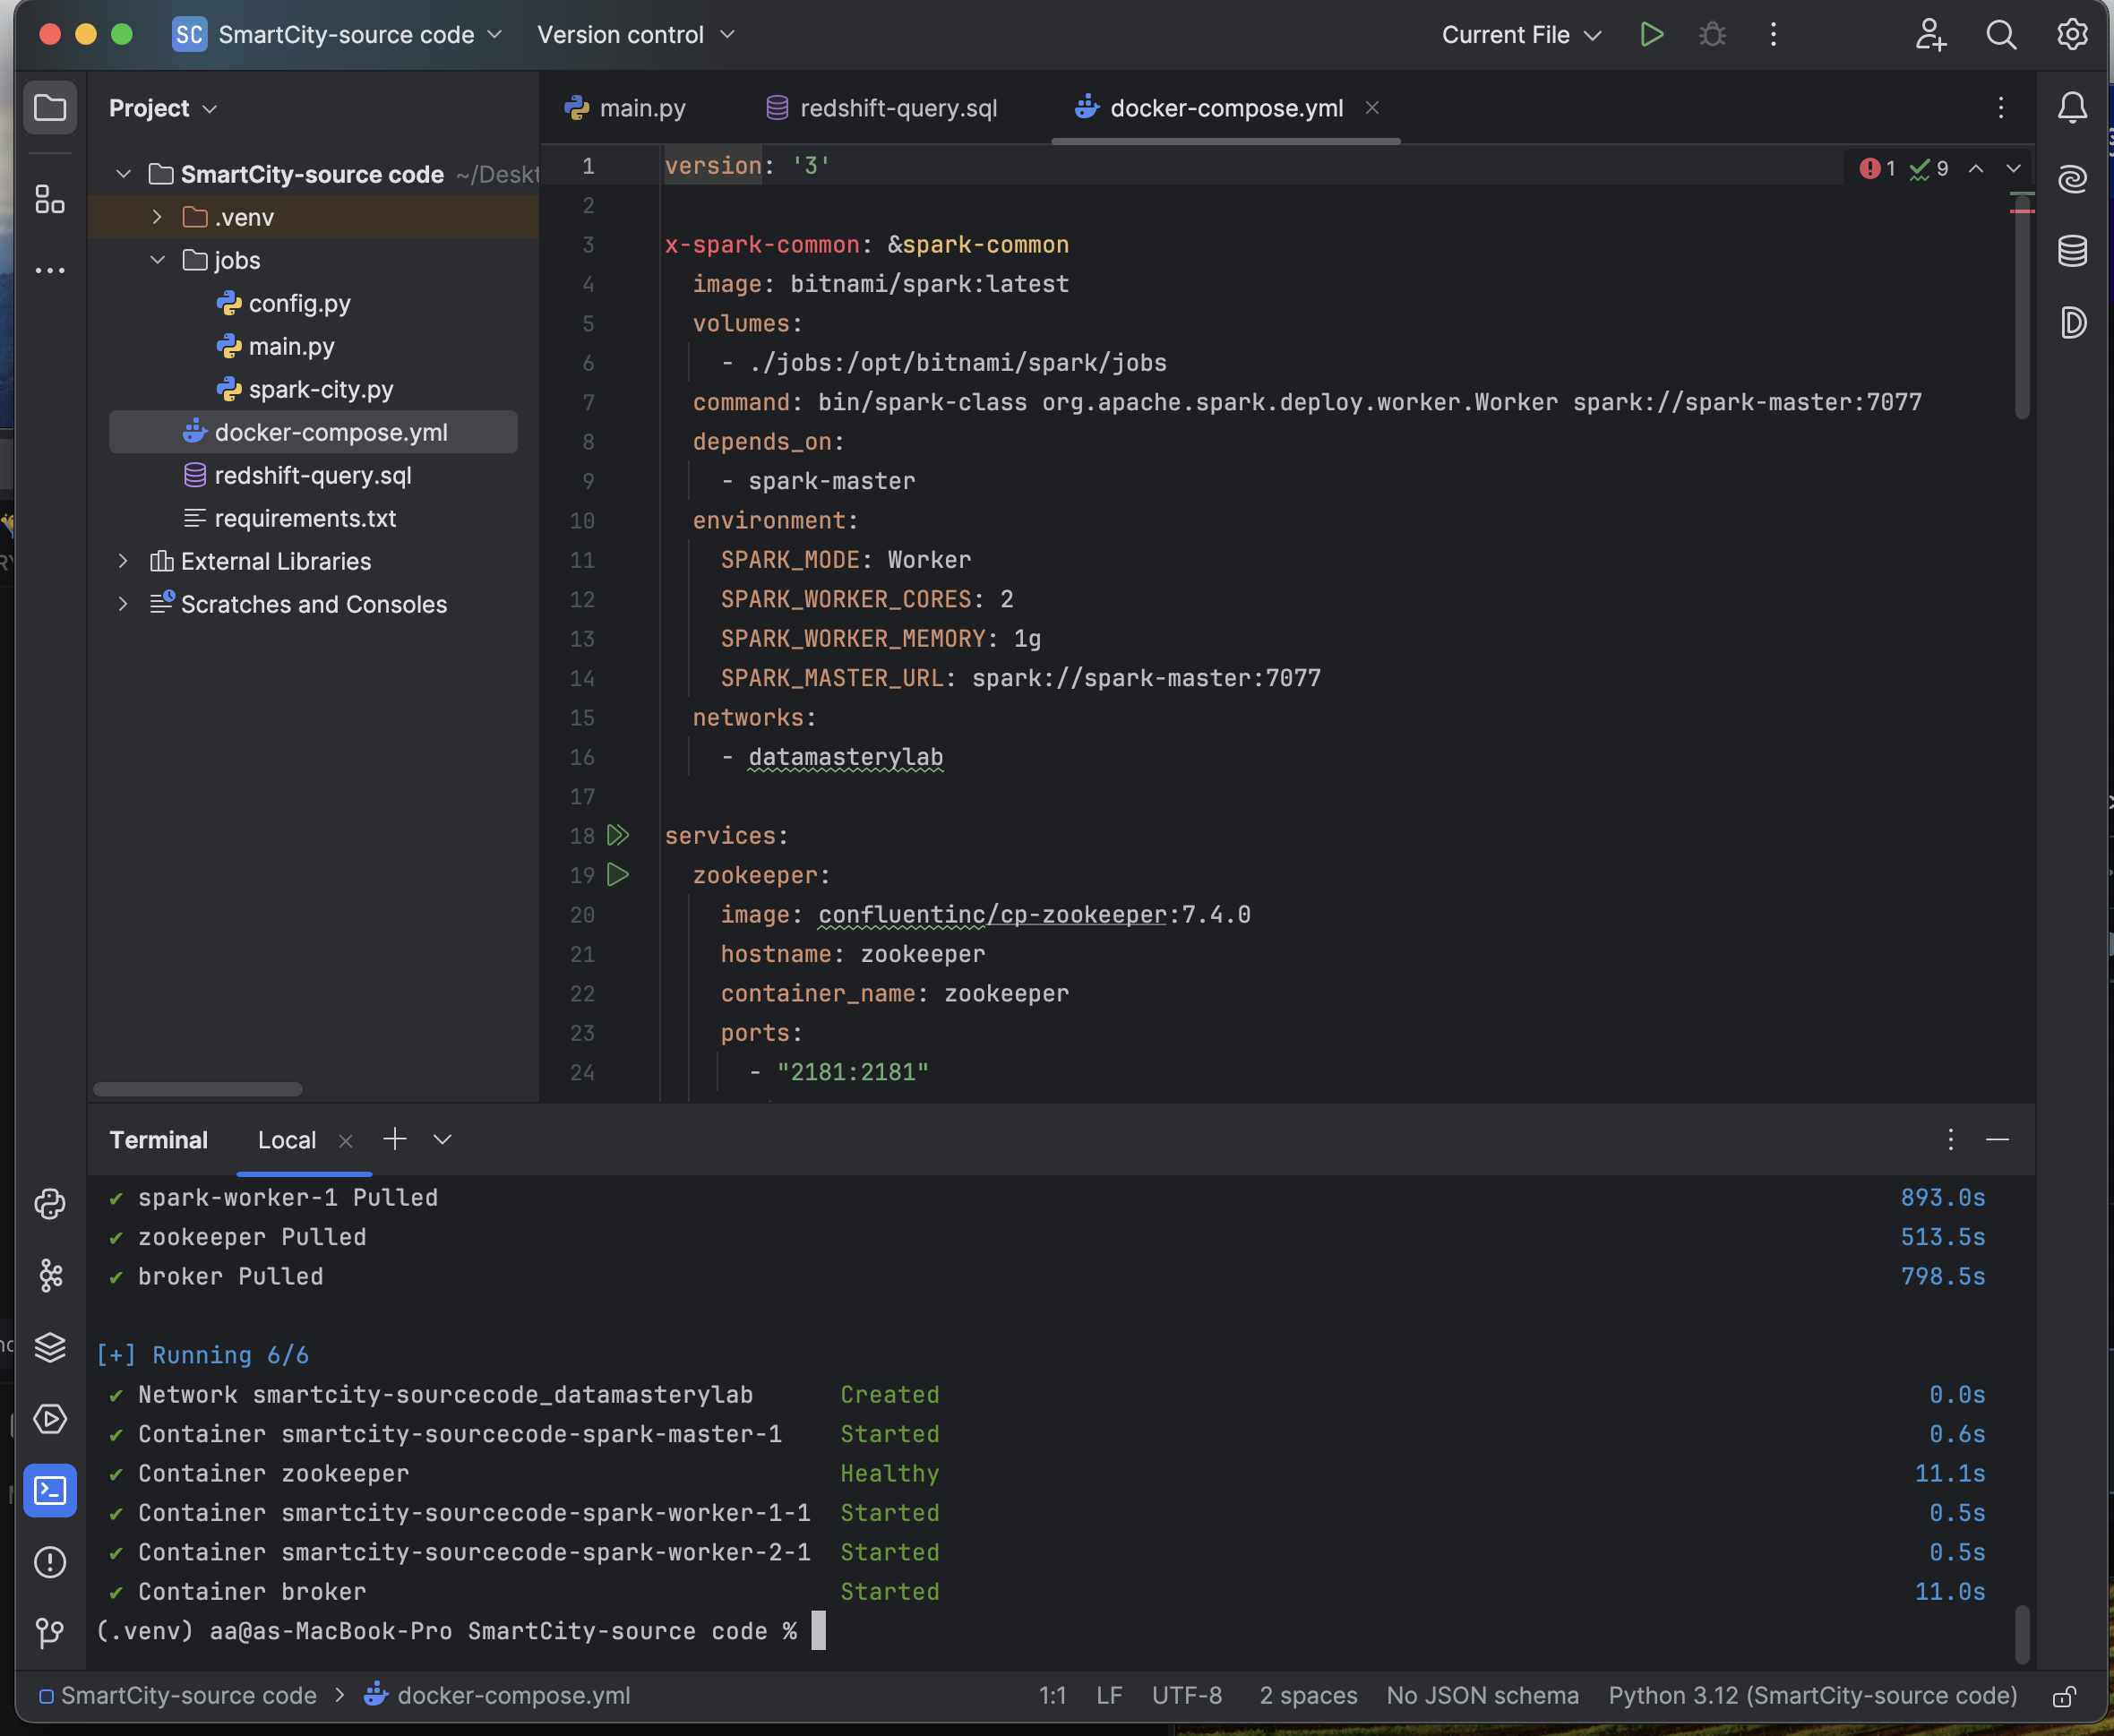 SC SmartCity-source code Version control Current File
Project
main.py redshift-query.sql docker-compose.yml
SmartCity-source code ~/Deskt
.venv
jobs
config.py
main.py
spark-city.py
docker-compose.yml
redshift-query.sql
requirements.txt
External Libraries
Scratches and Consoles
1 version: '3'
1 9
2
3 x-spark-common: &spark-common
4 image: bitnami/spark:latest
5 volumes:
6 - ./jobs:/opt/bitnami/spark/jobs
7 command: bin/spark-class org.apache.spark.deploy.worker.Worker spark://spark-master:7077
8 depends_on:
9 - spark-master
10 environment:
11 SPARK_MODE: Worker
12 SPARK_WORKER_CORES: 2
13 SPARK_WORKER_MEMORY: 1g
14 SPARK_MASTER_URL: spark://spark-master:7077
15 networks:
16 - datamasterylab
17
18 services:
19 zookeeper:
20 image: confluentinc/cp-zookeeper:7.4.0
21 hostname: zookeeper
22 container_name: zookeeper
23 ports:
24 - "2181:2181"
Terminal Local
✔ spark-worker-1 Pulled 893.0s
✔ zookeeper Pulled 513.5s
✔ broker Pulled 798.5s
[+] Running 6/6
✔ Network smartcity-sourcecode_datamasterylab Created 0.0s
✔ Container smartcity-sourcecode-spark-master-1 Started 0.6s
✔ Container zookeeper Healthy 11.1s
✔ Container smartcity-sourcecode-spark-worker-1-1 Started 0.5s
✔ Container smartcity-sourcecode-spark-worker-2-1 Started 0.5s
✔ Container broker Started 11.0s
(.venv) aa@as-MacBook-Pro SmartCity-source code %
SmartCity-source code > docker-compose.yml 1:1 LF UTF-8 2 spaces No JSON schema Python 3.12 (SmartCity-source code)